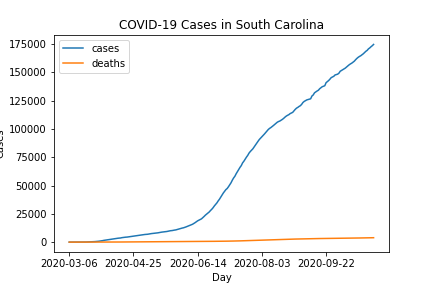 COVID-19 Cases in South Carolina
cases
deaths
175000
150000
125000
100000
75000
50000
25000
0
cases
2020-03-06
2020-04-25
2020-06-14
2020-08-03
2020-09-22
Day